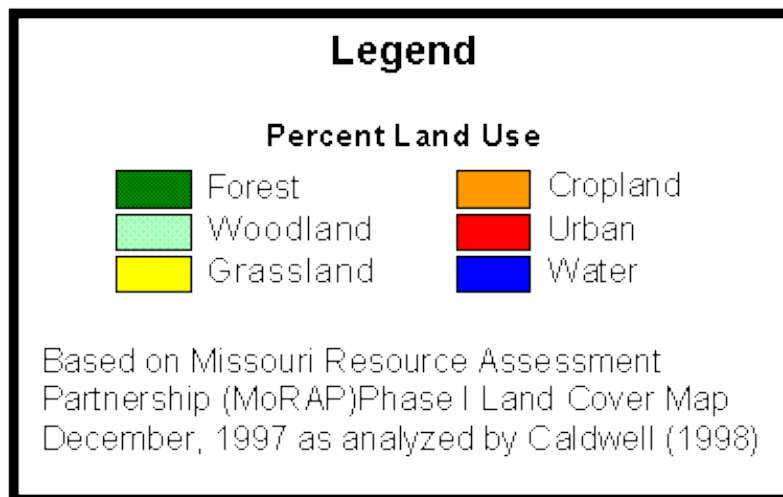 Legend
Percent Land Use
Forest Cropland
Woodland Urban
Grassland Water
Based on Missouri Resource Assessment
Partnership (MoRAP)Phase I Land Cover Map
December, 1997 as analyzed by Caldwell (1998)